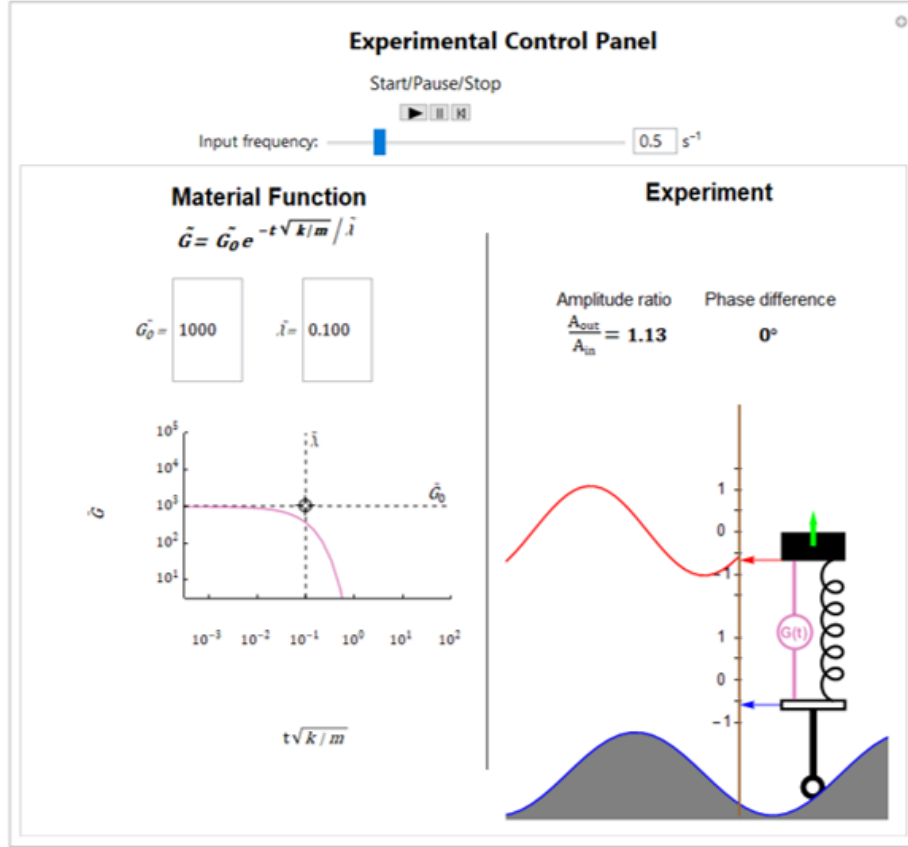 Experimental Control Panel
Start/Pause/Stop
Input frequency: 0.5 s⁻¹
Material Function
G̃ = G̃₀ e^(-t√(k/m) / λ̃)
G̃₀ = 1000 λ̃ = 0.100
10⁵
λ̃
10⁴
10³
G̃₀
10²
10¹
G̃
10⁻³ 10⁻² 10⁻¹ 10⁰ 10¹ 10²
t√(k/m)
Experiment
Amplitude ratio Phase difference
A_out/A_in = 1.13 0°
1
0
-1
G(t)
1
0
-1